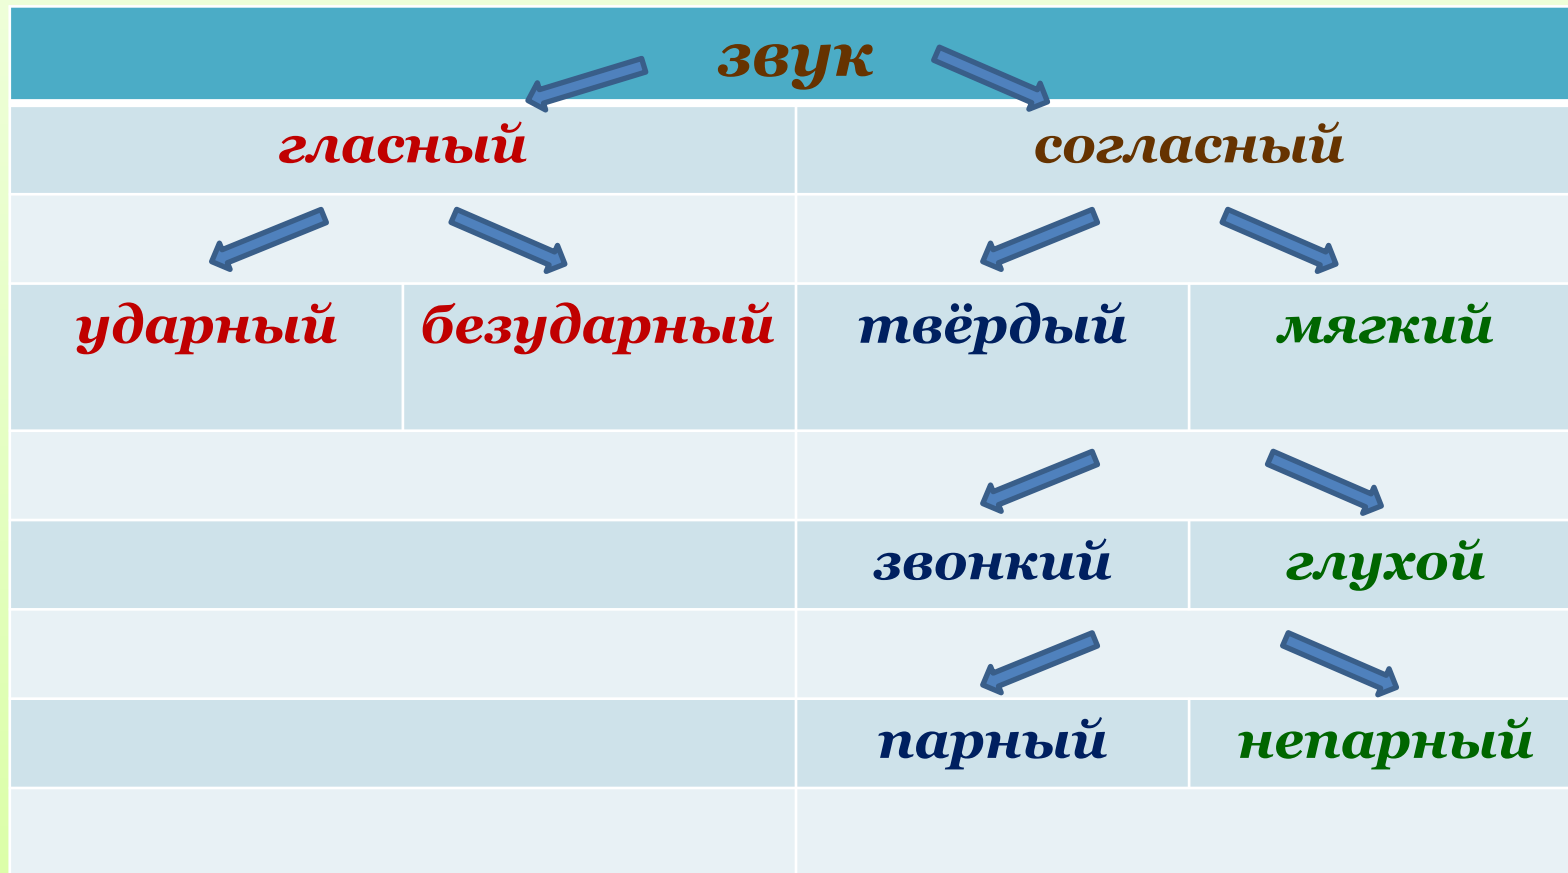 звук
гласный согласный
ударный безударный твёрдый мягкий
звонкий глухой
парный непарный